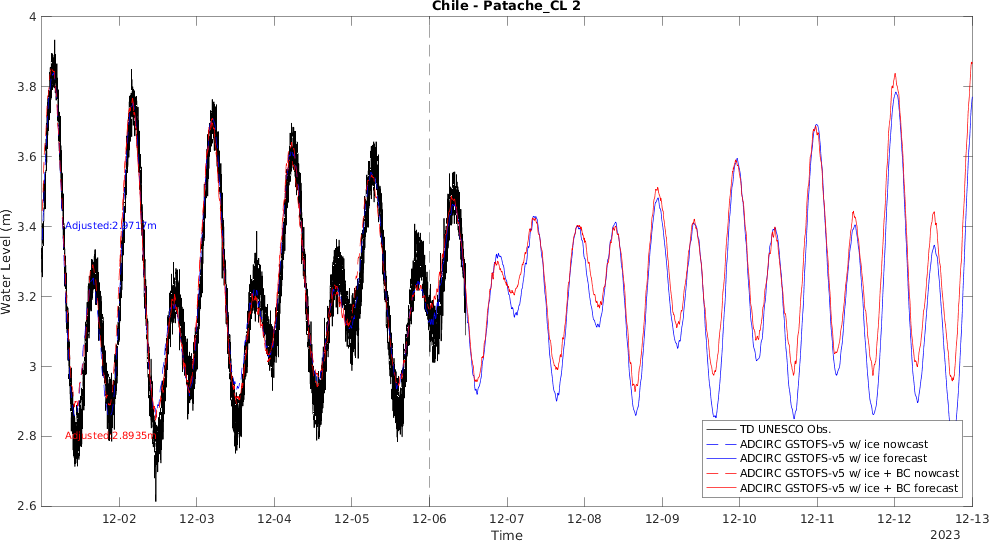 Chile - Patache_CL 2
4
3.8
3.6
3.4
3.2
3
2.8
2.6
Water Level (m)
Adjusted:2.9717m
Adjusted:2.8935m
TD UNESCO Obs.
ADCIRC GSTOFS-v5 w/ ice nowcast
ADCIRC GSTOFS-v5 w/ ice forecast
ADCIRC GSTOFS-v5 w/ ice + BC nowcast
ADCIRC GSTOFS-v5 w/ ice + BC forecast
12-02 12-03 12-04 12-05 12-06 12-07 12-08 12-09 12-10 12-11 12-12 12-13
Time
2023